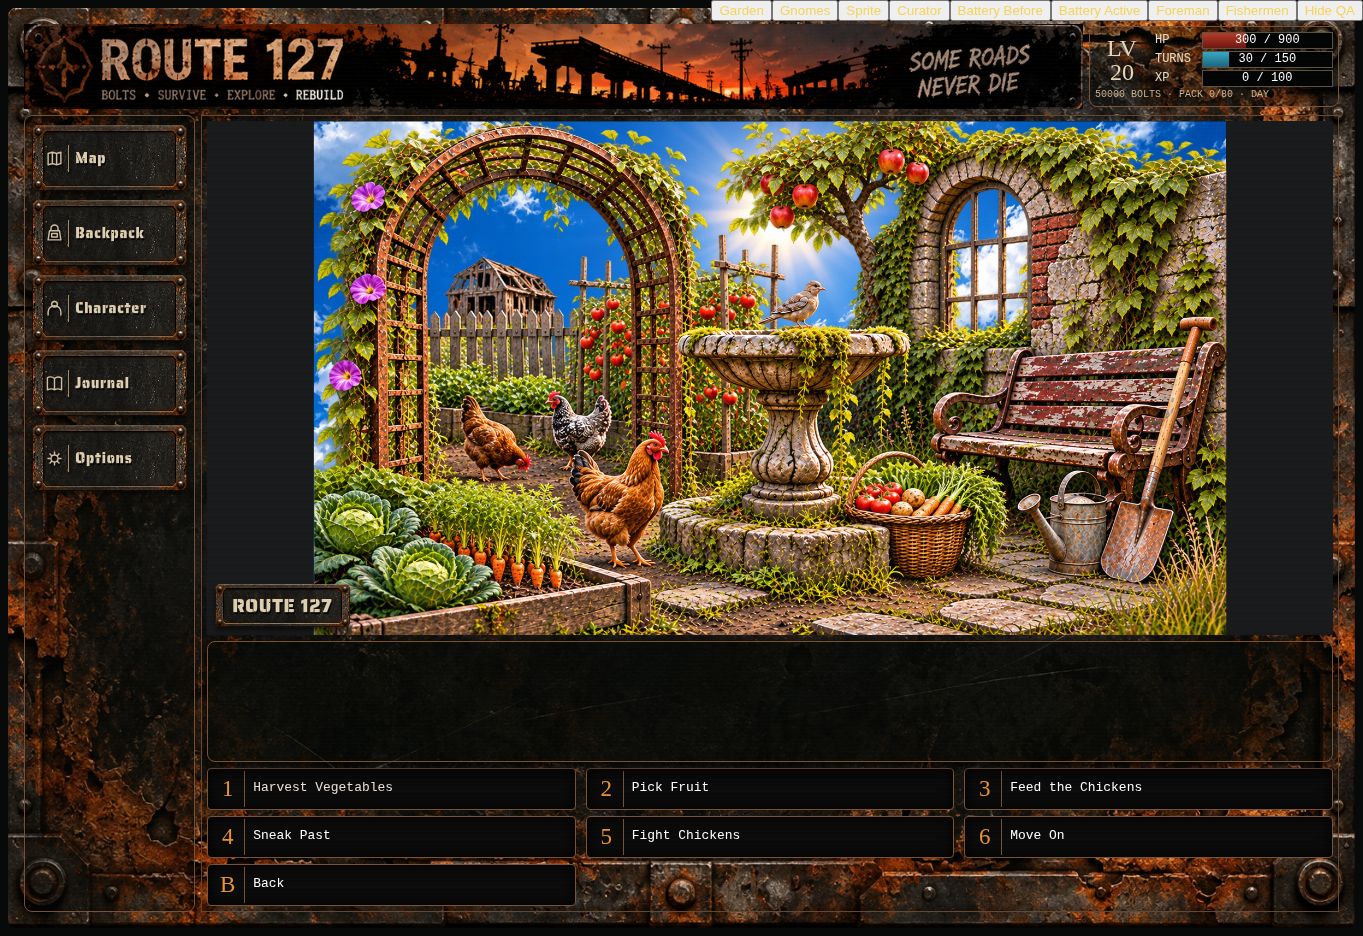 Garden Gnomes Sprite Curator Battery Before Battery Active Foreman Fishermen Hide QA
ROUTE 127
BOLTS • SURVIVE • EXPLORE • REBUILD
SOME ROADS
NEVER DIE
LV
20
HP 300 / 900
TURNS 30 / 150
XP 0 / 100
50000 BOLTS · PACK 0/80 · DAY
Map
Backpack
Character
Journal
Options
ROUTE 127
1 Harvest Vegetables
2 Pick Fruit
3 Feed the Chickens
4 Sneak Past
5 Fight Chickens
6 Move On
B Back